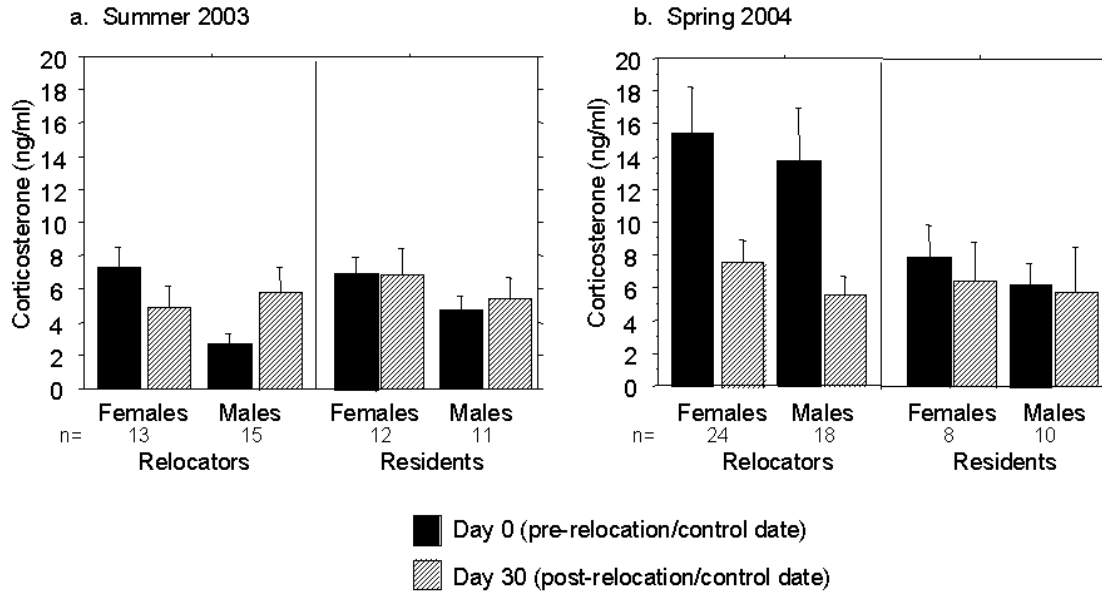 a. Summer 2003
Corticosterone (ng/ml)
20
18
16
14
12
10
8
6
4
2
0
Females Males Females Males
n= 13 15 12 11
Relocators Residents
b. Spring 2004
Corticosterone (ng/ml)
20
18
16
14
12
10
8
6
4
2
0
Females Males Females Males
n= 24 18 8 10
Relocators Residents
Day 0 (pre-relocation/control date)
Day 30 (post-relocation/control date)